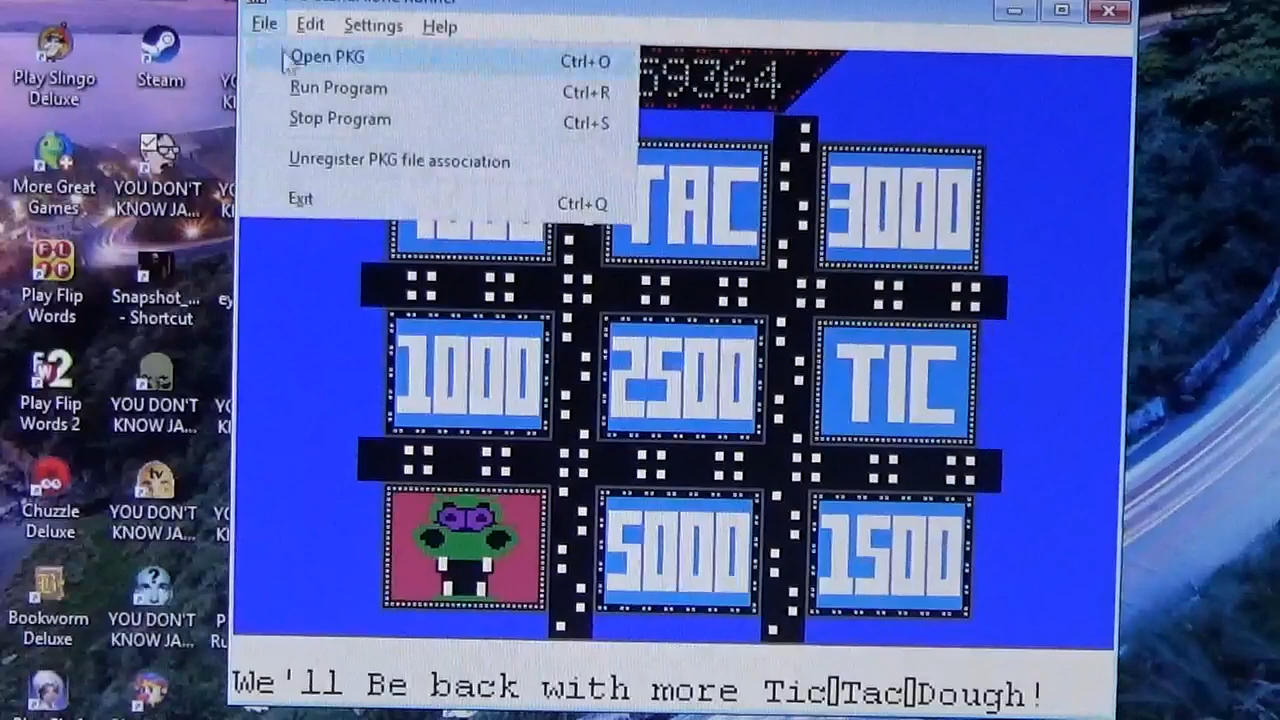 File Edit Settings Help
Open PKG Ctrl+O
Run Program Ctrl+R
Stop Program Ctrl+S
Unregister PKG file association
Exit Ctrl+Q
59364
TAC
3000
1000
2500
TIC
5000
1500
We'll Be back with more Tic▯Tac▯Dough!
Play Slingo
Deluxe
Steam
More Great
Games
YOU DON'T
KNOW JA...
Play Flip
Words
Snapshot_...
- Shortcut
Play Flip
Words 2
YOU DON'T
KNOW JA...
Chuzzle
Deluxe
YOU DON'T
KNOW JA...
Bookworm
Deluxe
YOU DON'T
KNOW JA...